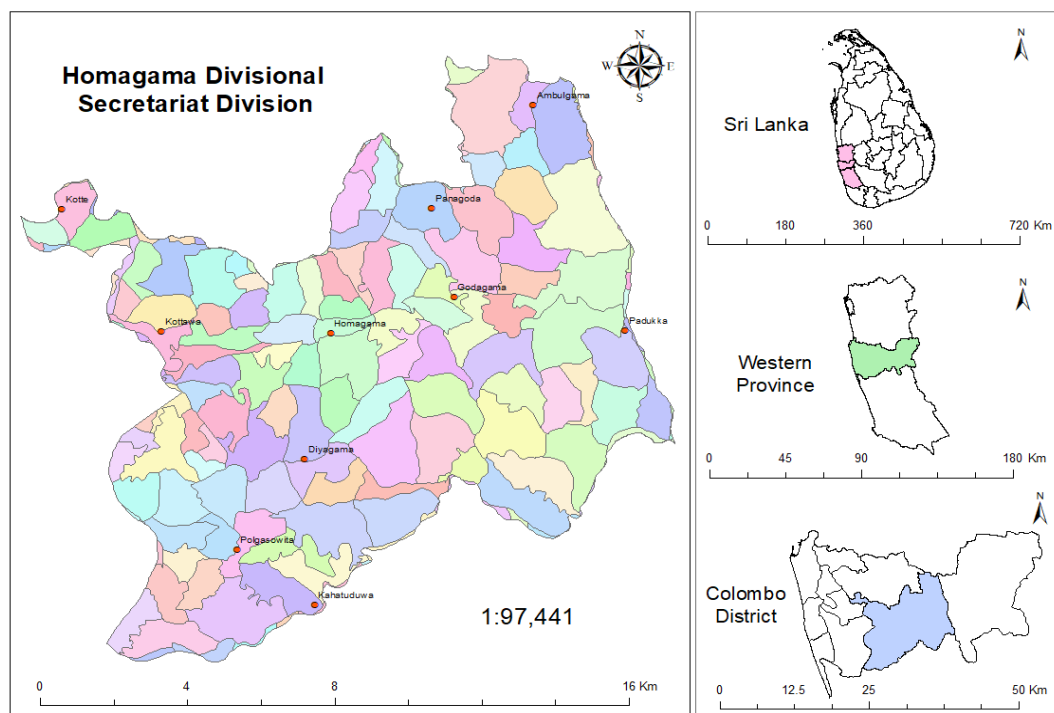 Homagama Divisional
Secretariat Division
N
W
E
S
Ambulgama
Kotte
Panagoda
Godagama
Kottawa
Homagama
Padukka
Diyagama
Polgasowita
Kahatuduwa
1:97,441
0 4 8 16 Km
N
Sri Lanka
0 180 360 720 Km
N
Western
Province
0 45 90 180 Km
N
Colombo
District
0 12.5 25 50 Km